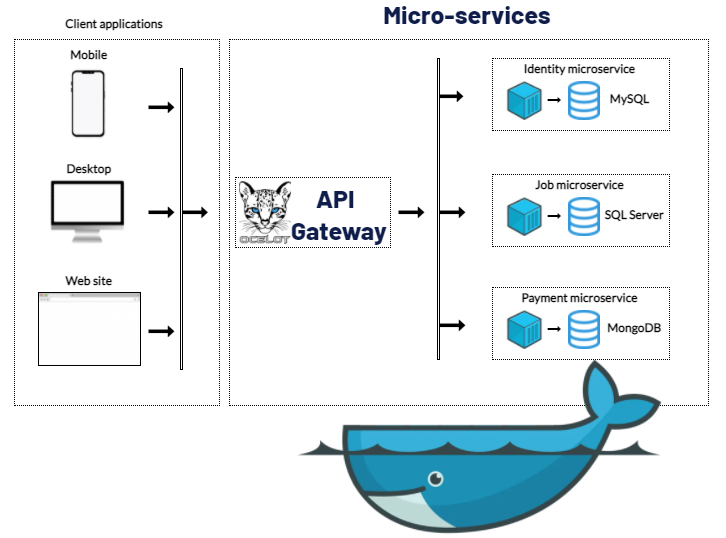 Client applications
Micro-services
Mobile
Desktop
Web site
OCELOT
API
Gateway
Identity microservice
MySQL
Job microservice
SQL Server
Payment microservice
MongoDB